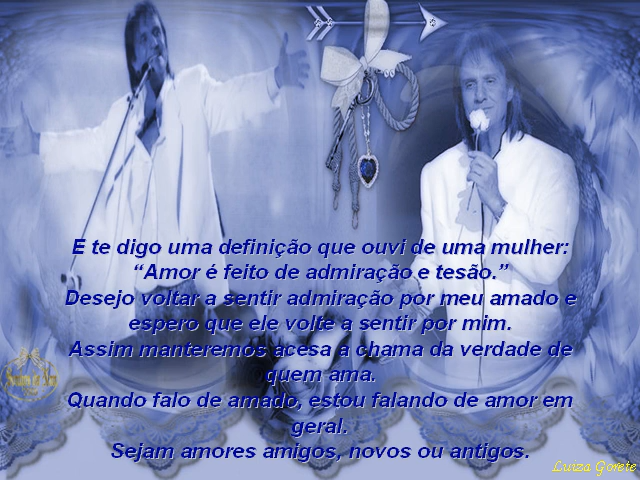 E te digo uma definição que ouvi de uma mulher:
“Amor é feito de admiração e tesão.”
Desejo voltar a sentir admiração por meu amado e
espero que ele volte a sentir por mim.
Assim manteremos acesa a chama da verdade de
quem ama.
Quando falo de amado, estou falando de amor em
geral.
Sejam amores amigos, novos ou antigos.
Luiza Gorete